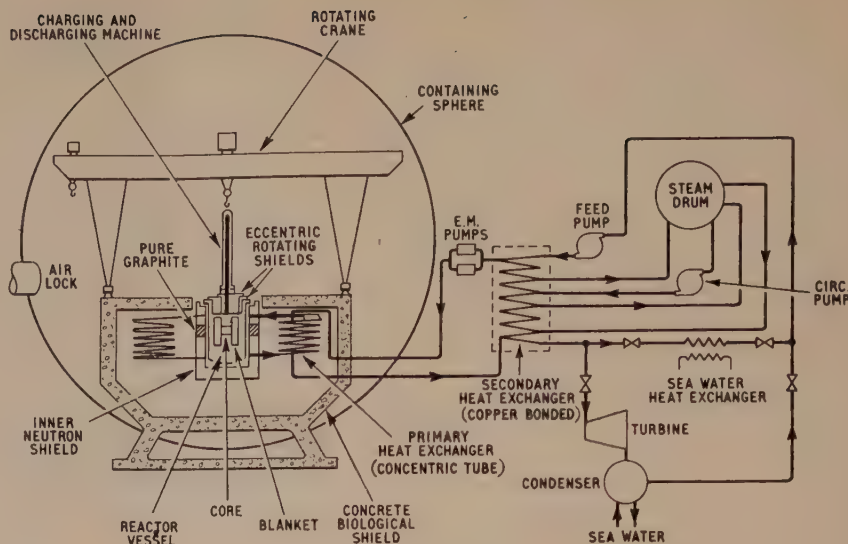 CHARGING AND
DISCHARGING MACHINE
ROTATING
CRANE
CONTAINING
SPHERE
E.M.
PUMPS
FEED
PUMP
STEAM
DRUM
PURE
GRAPHITE
ECCENTRIC
ROTATING
SHIELDS
AIR
LOCK
CIRC.
PUMP
SECONDARY
HEAT EXCHANGER
(COPPER BONDED)
SEA WATER
HEAT EXCHANGER
INNER
NEUTRON
SHIELD
PRIMARY
HEAT EXCHANGER
(CONCENTRIC TUBE)
TURBINE
CONDENSER
REACTOR
VESSEL
CORE
BLANKET
CONCRETE
BIOLOGICAL
SHIELD
SEA WATER